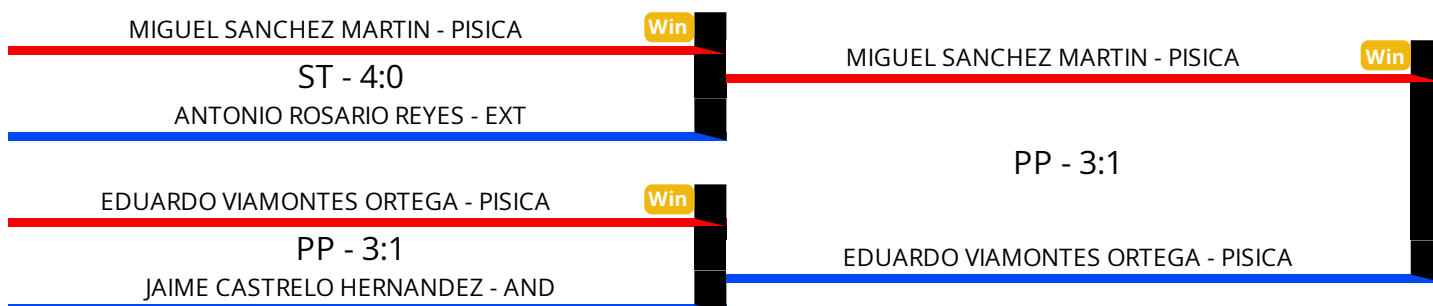 MIGUEL SANCHEZ MARTIN - PISICA Win
ST - 4:0
ANTONIO ROSARIO REYES - EXT
EDUARDO VIAMONTES ORTEGA - PISICA Win
PP - 3:1
JAIME CASTRELO HERNANDEZ - AND
MIGUEL SANCHEZ MARTIN - PISICA Win
PP - 3:1
EDUARDO VIAMONTES ORTEGA - PISICA